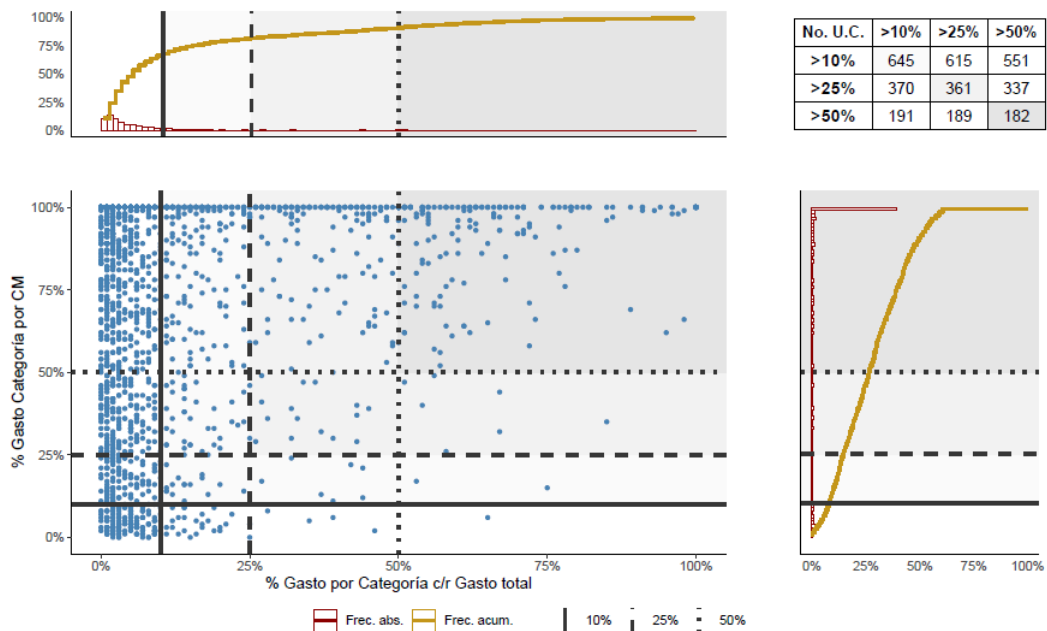 100%
75%
50%
25%
0%
No. U.C. >10% >25% >50%
>10% 645 615 551
>25% 370 361 337
>50% 191 189 182
% Gasto Categoría por CM
100%
75%
50%
25%
0%
0% 25% 50% 75% 100%
% Gasto por Categoría c/r Gasto total
0% 25% 50% 75% 100%
Frec. abs. Frec. acum. 10% 25% 50%